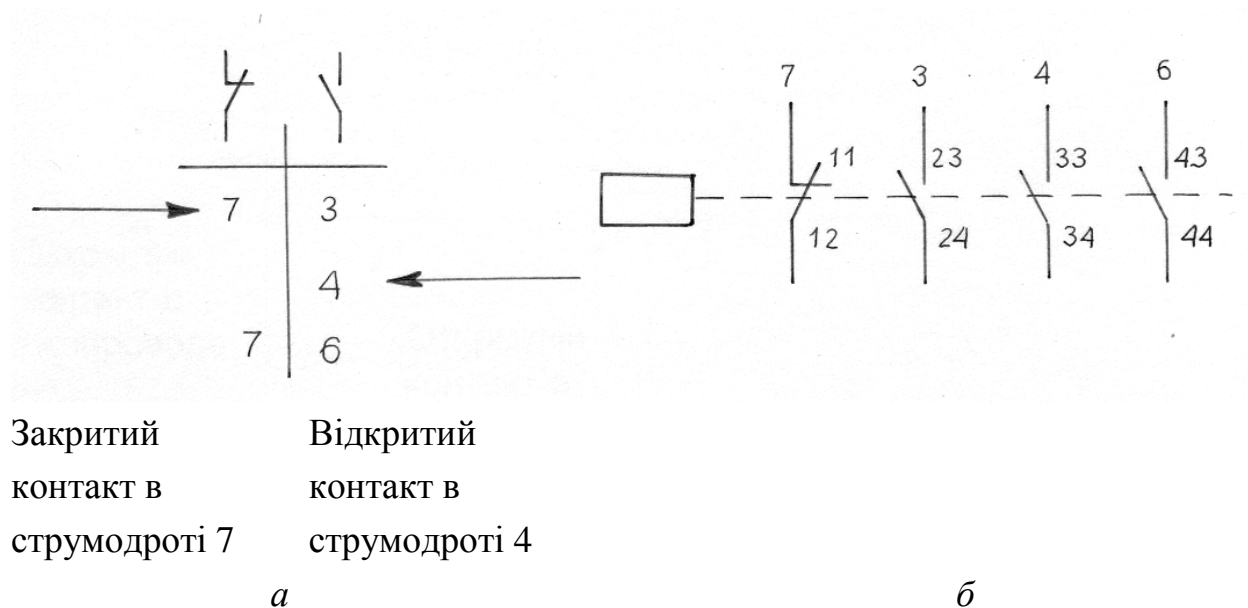 7 3 4 6
11 23 33 43
7 3
12 24 34 44
4
7 6
Закритий Відкритий
контакт в контакт в
струмодроті 7 струмодроті 4
а б